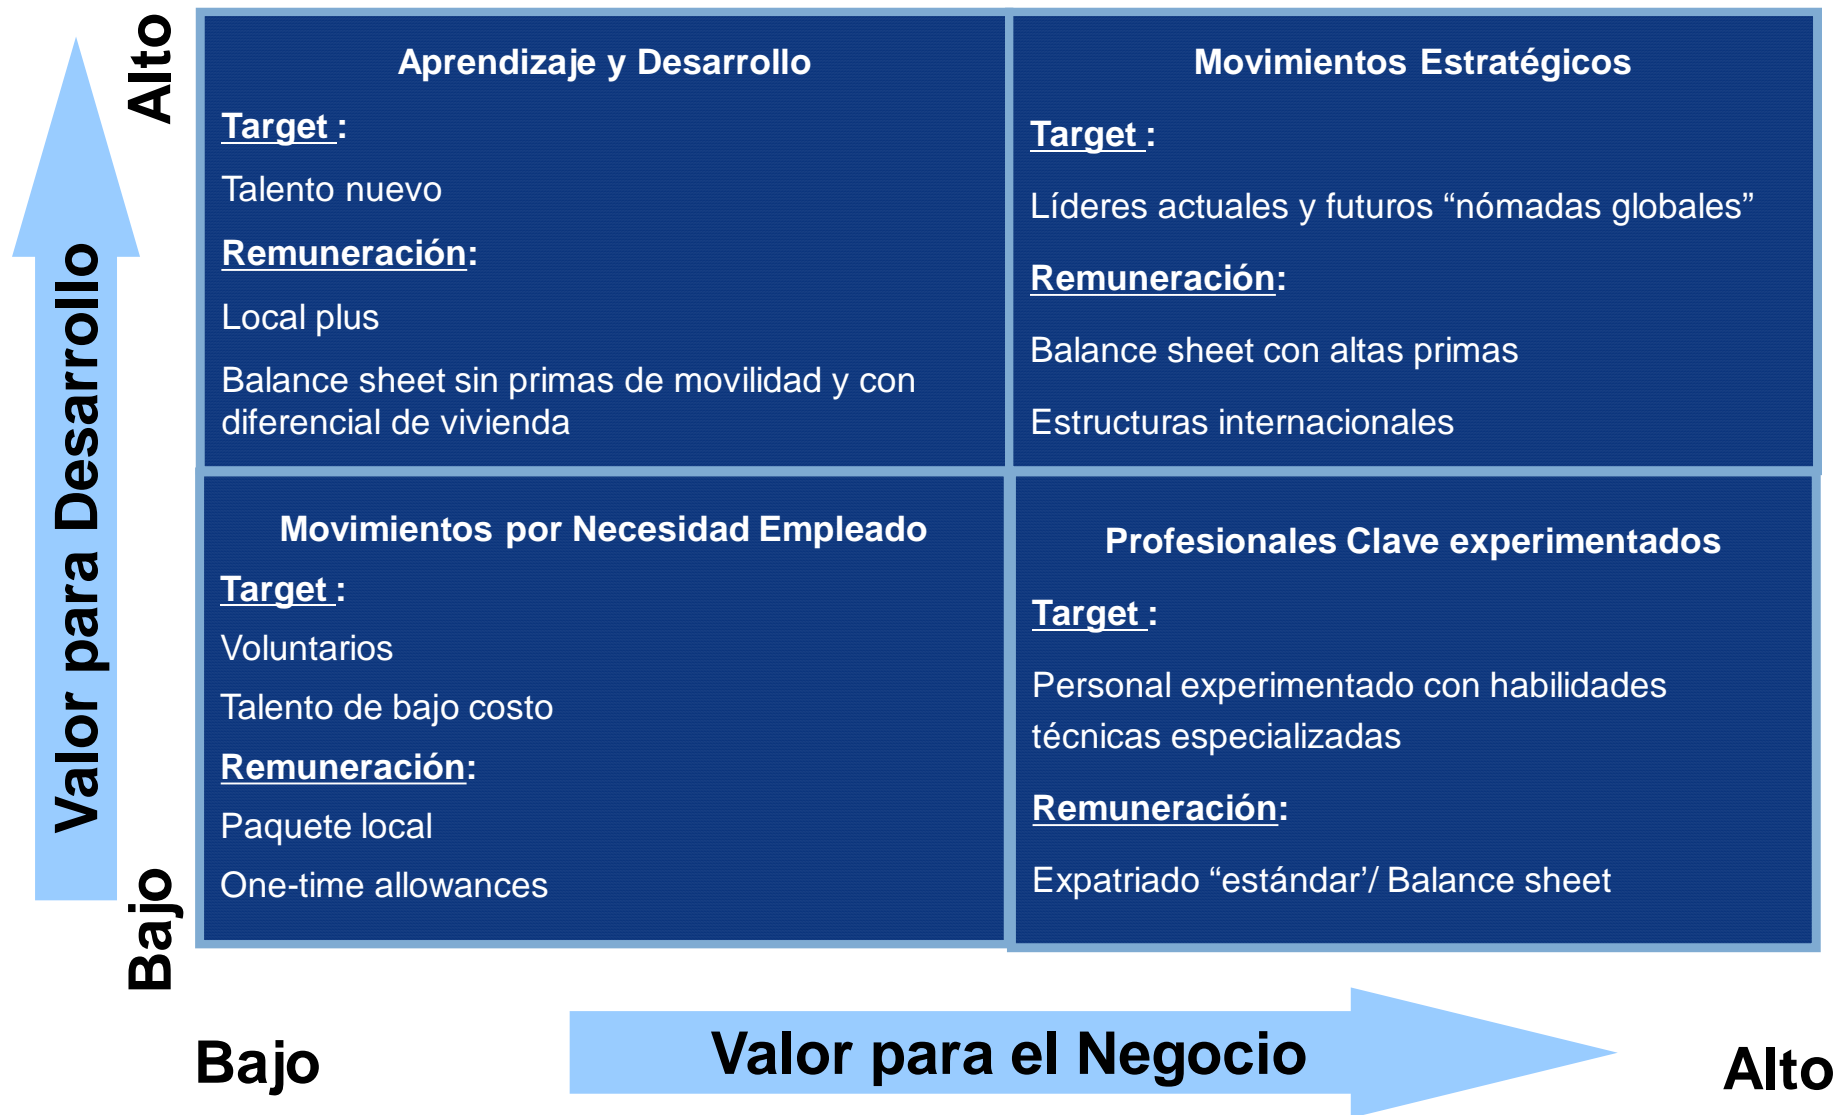 Alto
Valor para Desarrollo
Bajo
Aprendizaje y Desarrollo
Target :
Talento nuevo
Remuneración:
Local plus
Balance sheet sin primas de movilidad y con
diferencial de vivienda
Movimientos Estratégicos
Target :
Líderes actuales y futuros “nómadas globales”
Remuneración:
Balance sheet con altas primas
Estructuras internacionales
Movimientos por Necesidad Empleado
Target :
Voluntarios
Talento de bajo costo
Remuneración:
Paquete local
One-time allowances
Profesionales Clave experimentados
Target :
Personal experimentado con habilidades
técnicas especializadas
Remuneración:
Expatriado “estándar’/ Balance sheet
Bajo
Valor para el Negocio
Alto